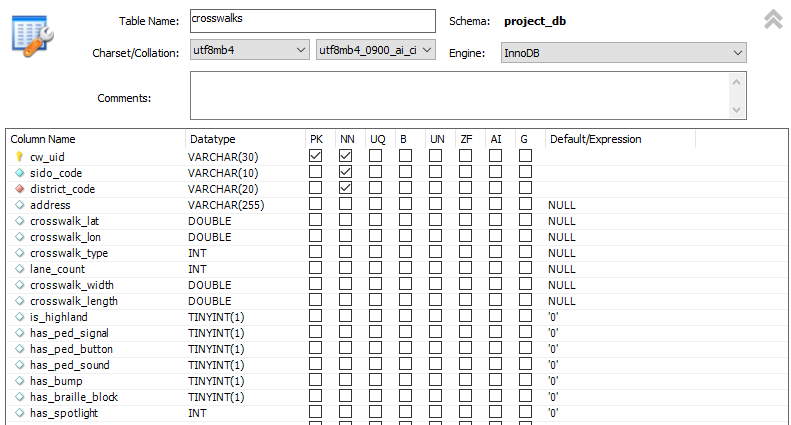 Table Name: crosswalks Schema: project_db
Charset/Collation: utf8mb4 utf8mb4_0900_ai_ci Engine: InnoDB
Comments:
Column Name Datatype PK NN UQ B UN ZF AI G Default/Expression
cw_uid VARCHAR(30)
sido_code VARCHAR(10)
district_code VARCHAR(20)
address VARCHAR(255) NULL
crosswalk_lat DOUBLE NULL
crosswalk_lon DOUBLE NULL
crosswalk_type INT NULL
lane_count INT NULL
crosswalk_width DOUBLE NULL
crosswalk_length DOUBLE NULL
is_highland TINYINT(1) '0'
has_ped_signal TINYINT(1) '0'
has_ped_button TINYINT(1) '0'
has_ped_sound TINYINT(1) '0'
has_bump TINYINT(1) '0'
has_braille_block TINYINT(1) '0'
has_spotlight INT '0'